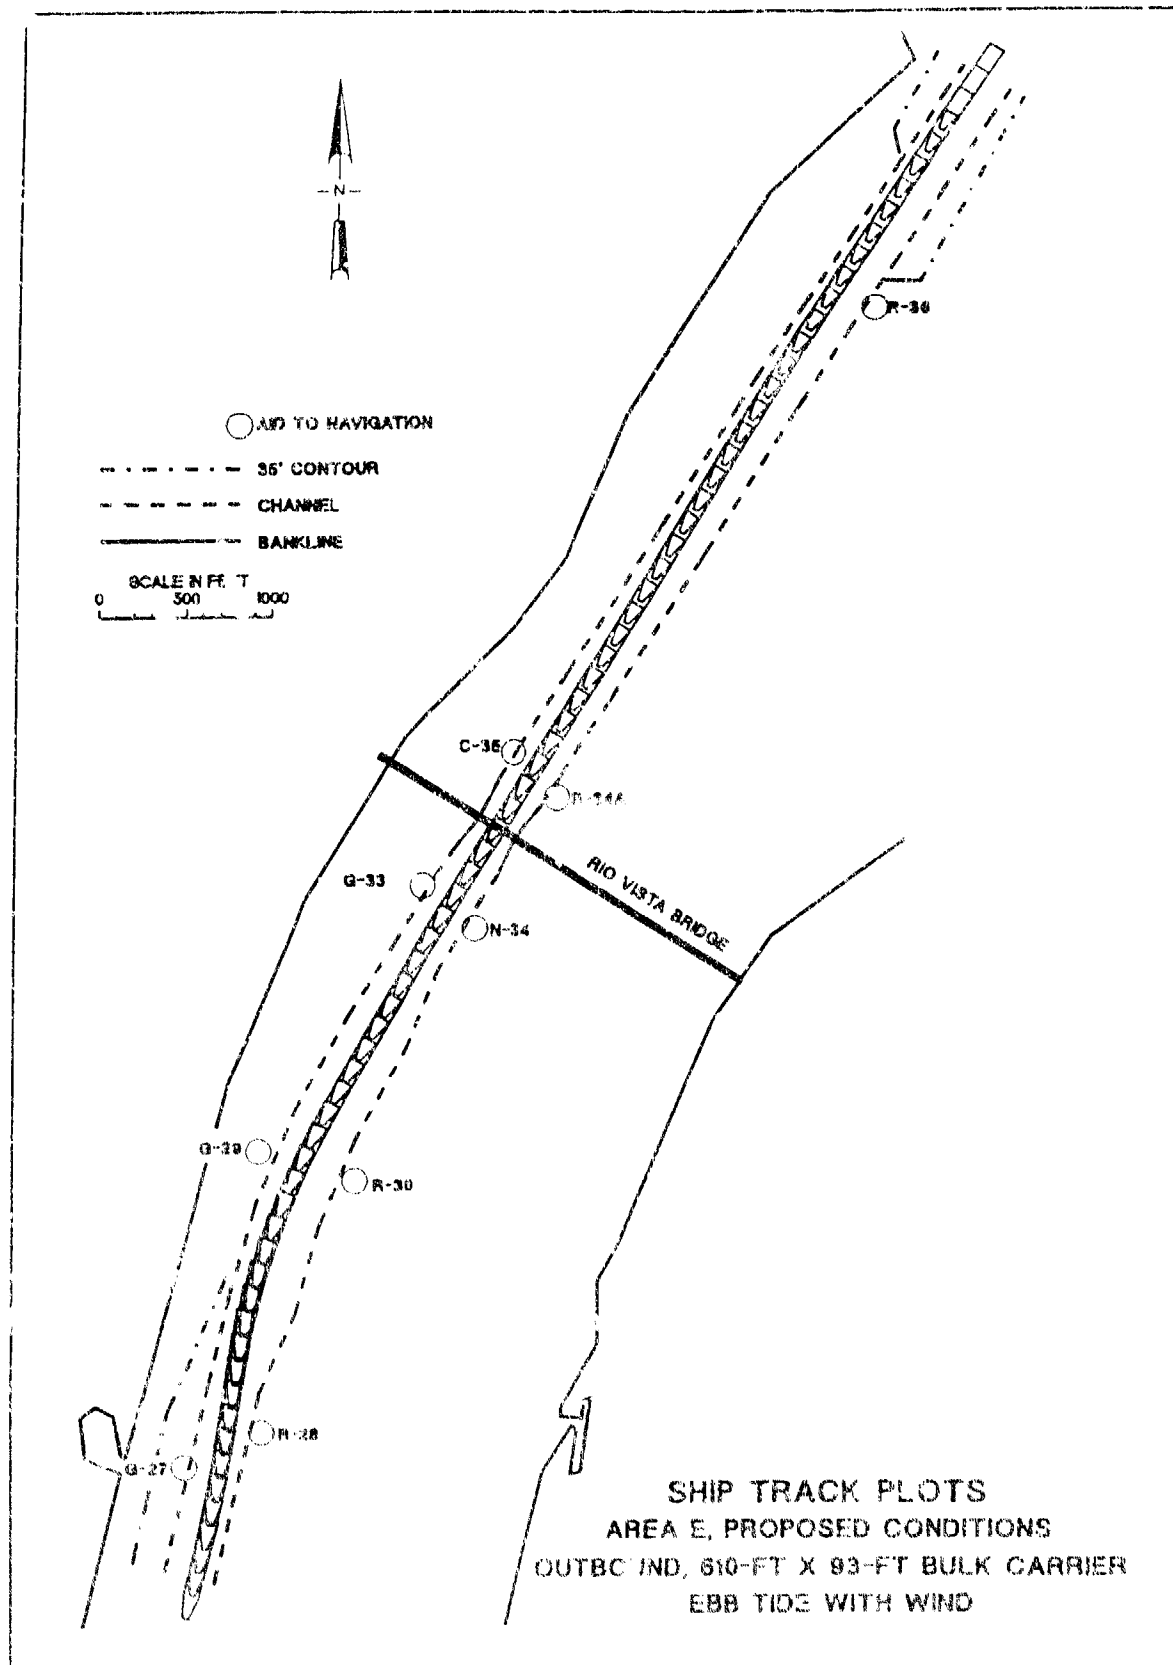 -N-
R-36
AID TO NAVIGATION
35' CONTOUR
CHANNEL
BANKLINE
SCALE IN
0 500 1000
C-35
G-33
RIO VISTA BRIDGE
N-34
G-29
R-30
R-28
G-27
SHIP TRACK PLOTS
AREA E, PROPOSED CONDITIONS
610-FT X 93-FT BULK CARRIER
EBB TIDE WITH WIND